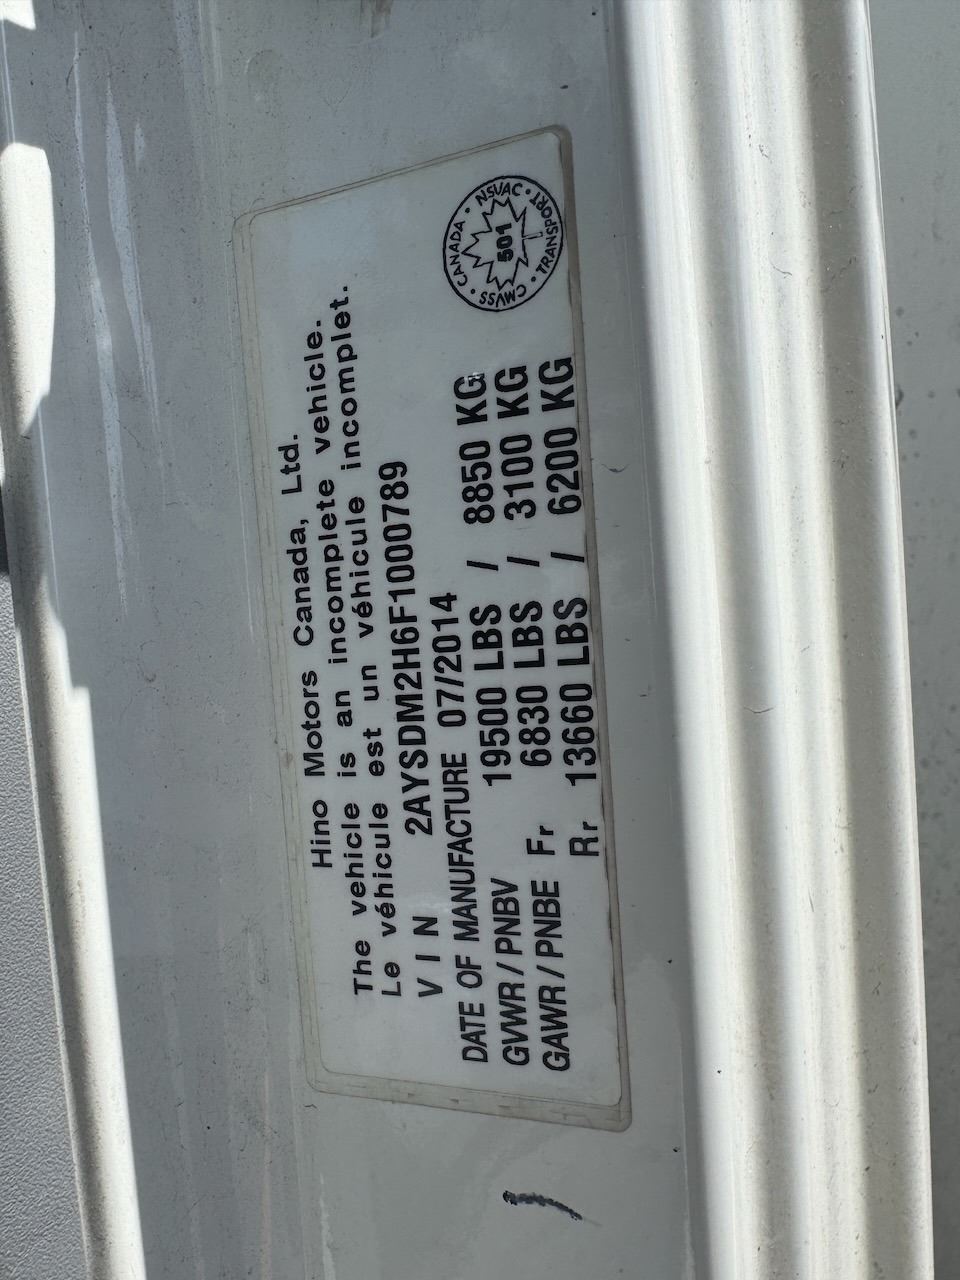 Hino Motors Canada, Ltd.
The vehicle is an incomplete vehicle.
Le véhicule est un véhicule incomplet.
V I N 2AYSDM2H6F1000789
DATE OF MANUFACTURE 07/2014
GVWR / PNBV 19500 LBS / 8850 KG
GAWR / PNBE Fr 6830 LBS / 3100 KG
Rr 13660 LBS / 6200 KG
CANADA · NSVAC · TRANSPORT · CMVSS ·
501